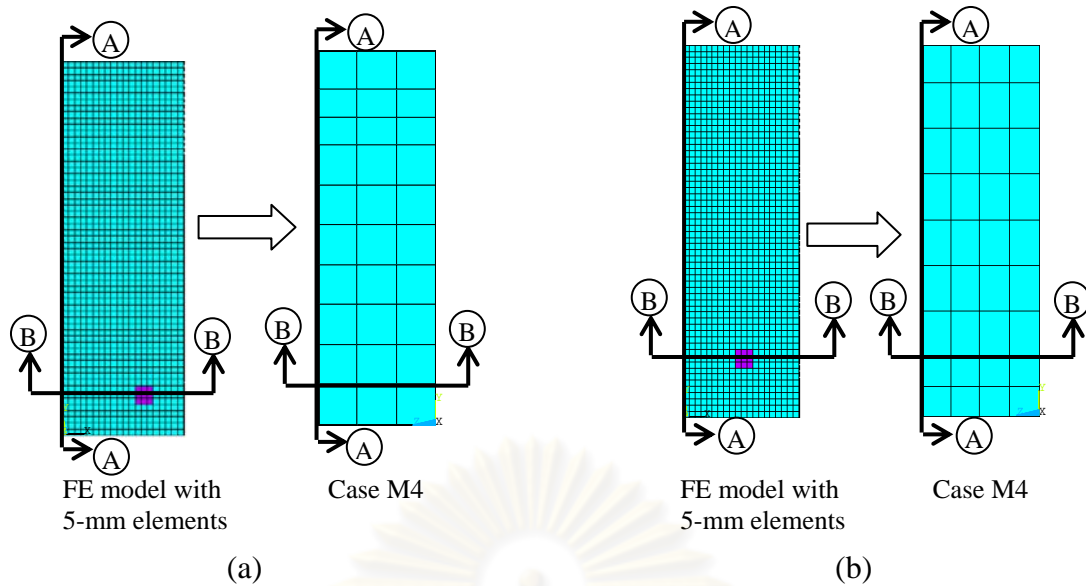 A
A
A
A
B
B
B
B
B
B
B
B
Y
X
Y
Z
X
X
Y
Z
X
A
A
A
A
FE model with
5-mm elements
Case M4
FE model with
5-mm elements
Case M4
(a)
(b)